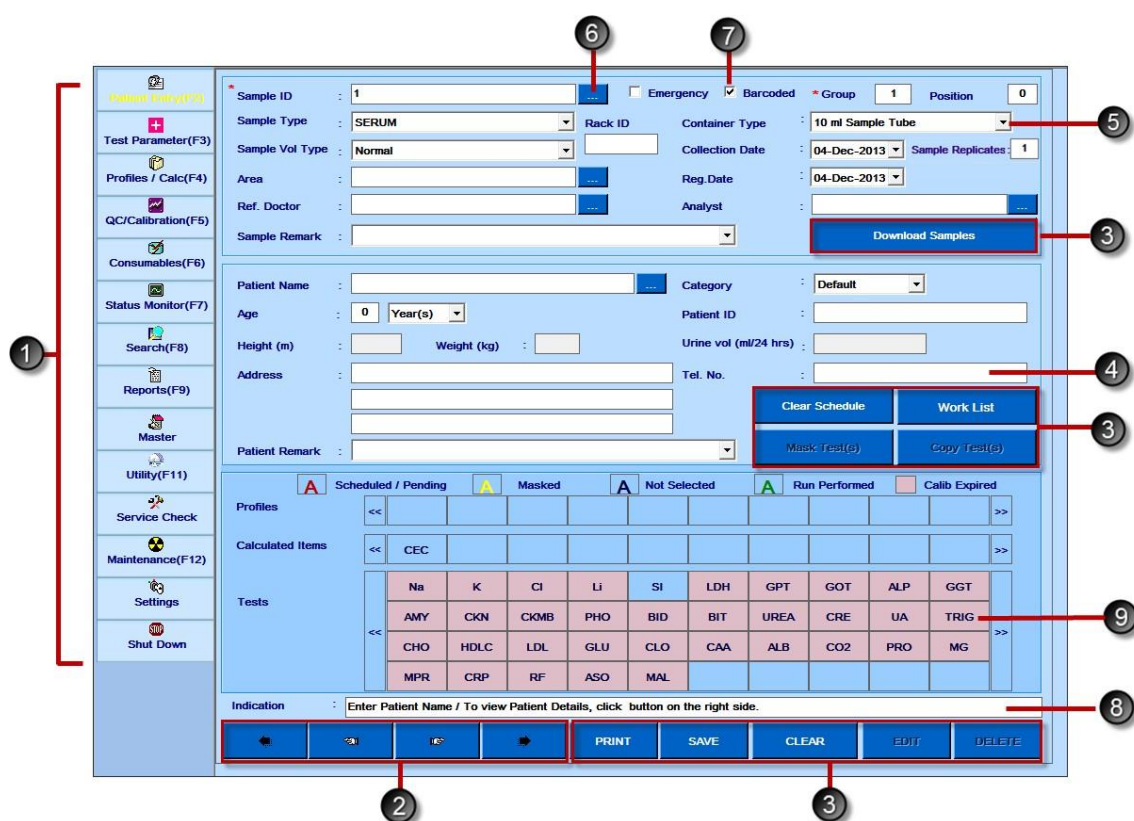 6 7
Patient Entry(F2)
Test Parameter(F3)
Profiles / Calc(F4)
QC/Calibration(F5)
Consumables(F6)
Status Monitor(F7)
Search(F8)
Reports(F9)
Master
Utility(F11)
Service Check
Maintenance(F12)
Settings
STOP
Shut Down
1
* Sample ID : 1 ... Emergency Barcoded * Group 1 Position 0
Sample Type : SERUM Rack ID Container Type : 10 ml Sample Tube 5
Sample Vol Type : Normal Collection Date : 04-Dec-2013 Sample Replicates: 1
Area : ... Reg.Date : 04-Dec-2013
Ref. Doctor : ... Analyst : ...
Sample Remark : Download Samples 3
Patient Name : ... Category : Default
Age : 0 Year(s) Patient ID :
Height (m) : Weight (kg) : Urine vol (ml/24 hrs) :
Address : Tel. No. : 4
Clear Schedule Work List
Mask Test(s) Copy Test(s) 3
Patient Remark :
A Scheduled / Pending A Masked A Not Selected A Run Performed Calib Expired
Profiles << >>
Calculated Items << CEC >>
Tests << >>
Na K Cl Li SI LDH GPT GOT ALP GGT
AMY CKN CKMB PHO BID BIT UREA CRE UA TRIG 9
CHO HDLC LDL GLU CLO CAA ALB CO2 PRO MG
MPR CRP RF ASO MAL
Indication : Enter Patient Name / To view Patient Details, click button on the right side. 8
PRINT SAVE CLEAR EDIT DELETE
2 3